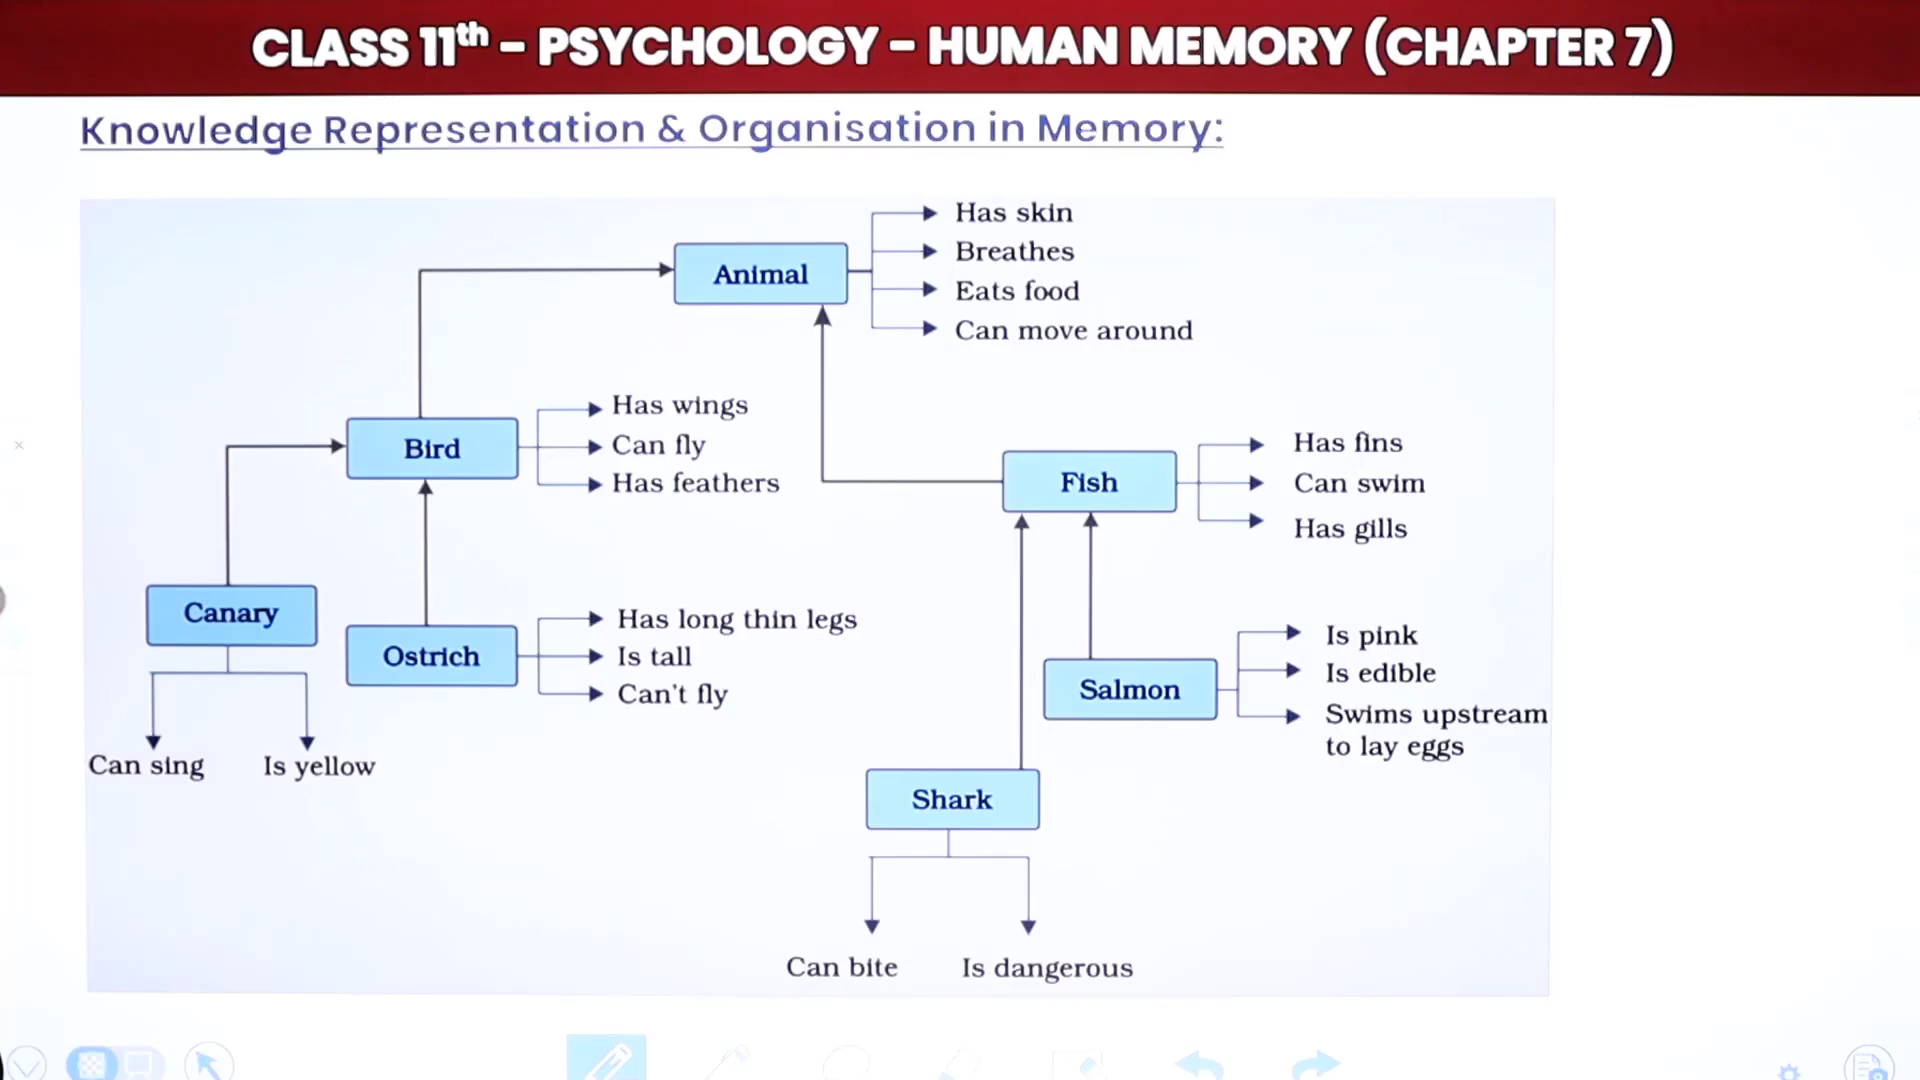 CLASS 11th – PSYCHOLOGY – HUMAN MEMORY (CHAPTER 7)
Knowledge Representation & Organisation in Memory:
Animal
Has skin
Breathes
Eats food
Can move around
Bird
Has wings
Can fly
Has feathers
Fish
Has fins
Can swim
Has gills
Canary
Can sing
Is yellow
Ostrich
Has long thin legs
Is tall
Can't fly
Salmon
Is pink
Is edible
Swims upstream
to lay eggs
Shark
Can bite
Is dangerous